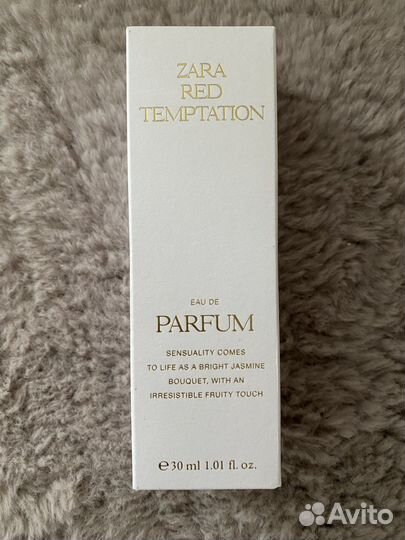 ZARA
RED
TEMPTATION
EAU DE
PARFUM
SENSUALITY COMES
TO LIFE AS A BRIGHT JASMINE
BOUQUET, WITH AN
IRRESISTIBLE FRUITY TOUCH
℮30 ml 1.01 fl. oz.
Avito